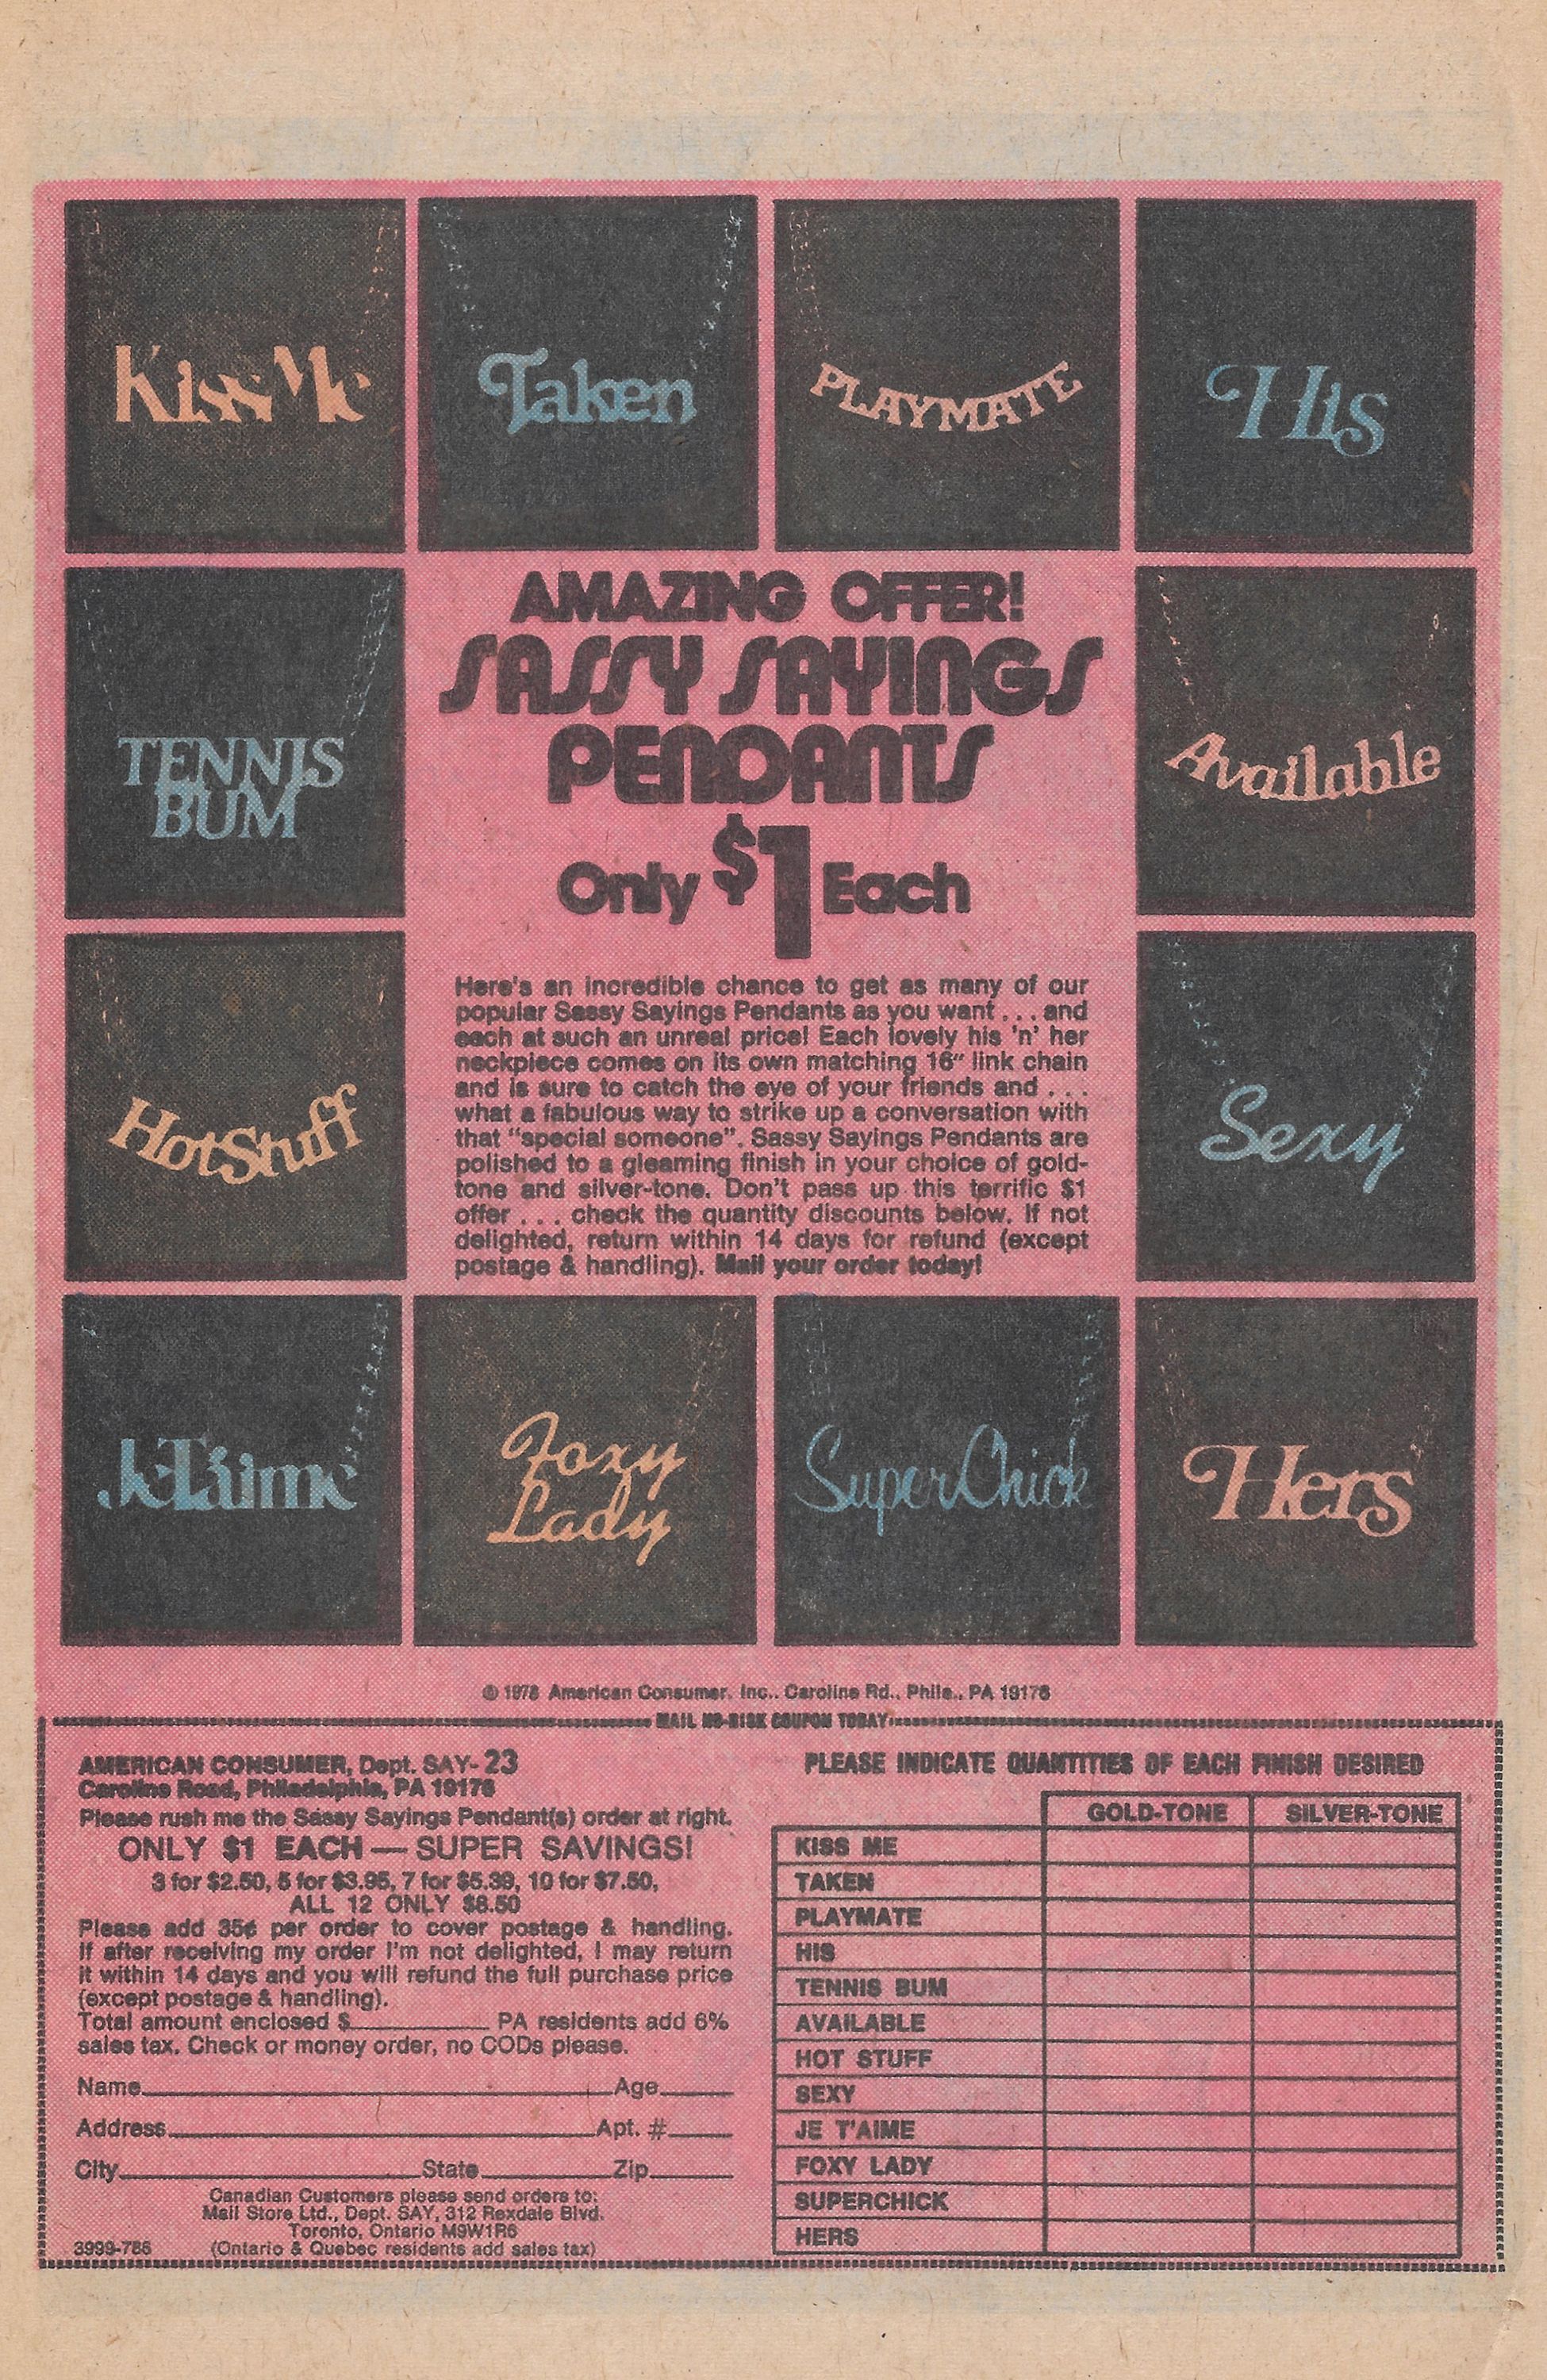 Kiss Me
Taken
PLAYMATE
His
TENNIS
BUM
AMAZING OFFER!
SASSY SAYINGS
PENDANTS
Only $1 Each
Available
Hot Stuff
Here's an incredible chance to get as many of our
popular Sassy Sayings Pendants as you want . . . and
each at such an unreal price! Each lovely his 'n' her
neckpiece comes on its own matching 16" link chain
and is sure to catch the eye of your friends and . . .
what a fabulous way to strike up a conversation with
that "special someone". Sassy Sayings Pendants are
polished to a gleaming finish in your choice of gold-
tone and silver-tone. Don't pass up this terrific $1
offer . . . check the quantity discounts below. If not
delighted, return within 14 days for refund (except
postage & handling). Mail your order today!
Sexy
Je T'aime
Foxy
Lady
Super Chick
Hers
© 1978 American Consumer, Inc., Caroline Rd., Phila., PA 19176
MAIL NO-RISK COUPON TODAY
AMERICAN CONSUMER, Dept. SAY-23
Caroline Road, Philadelphia, PA 19176
Please rush me the Sassy Sayings Pendant(s) order at right.
ONLY $1 EACH — SUPER SAVINGS!
3 for $2.50, 5 for $3.95, 7 for $5.39, 10 for $7.50,
ALL 12 ONLY $8.50
Please add 35¢ per order to cover postage & handling.
If after receiving my order I'm not delighted, I may return
it within 14 days and you will refund the full purchase price
(except postage & handling).
Total amount enclosed $ PA residents add 6%
sales tax. Check or money order, no CODs please.
Name Age
Address Apt. #
City State Zip
Canadian Customers please send orders to:
Mail Store Ltd., Dept. SAY, 312 Rexdale Blvd.
Toronto, Ontario M9W1R6
3999-786 (Ontario & Quebec residents add sales tax)
PLEASE INDICATE QUANTITIES OF EACH FINISH DESIRED
GOLD-TONE SILVER-TONE
KISS ME
TAKEN
PLAYMATE
HIS
TENNIS BUM
AVAILABLE
HOT STUFF
SEXY
JE T'AIME
FOXY LADY
SUPERCHICK
HERS